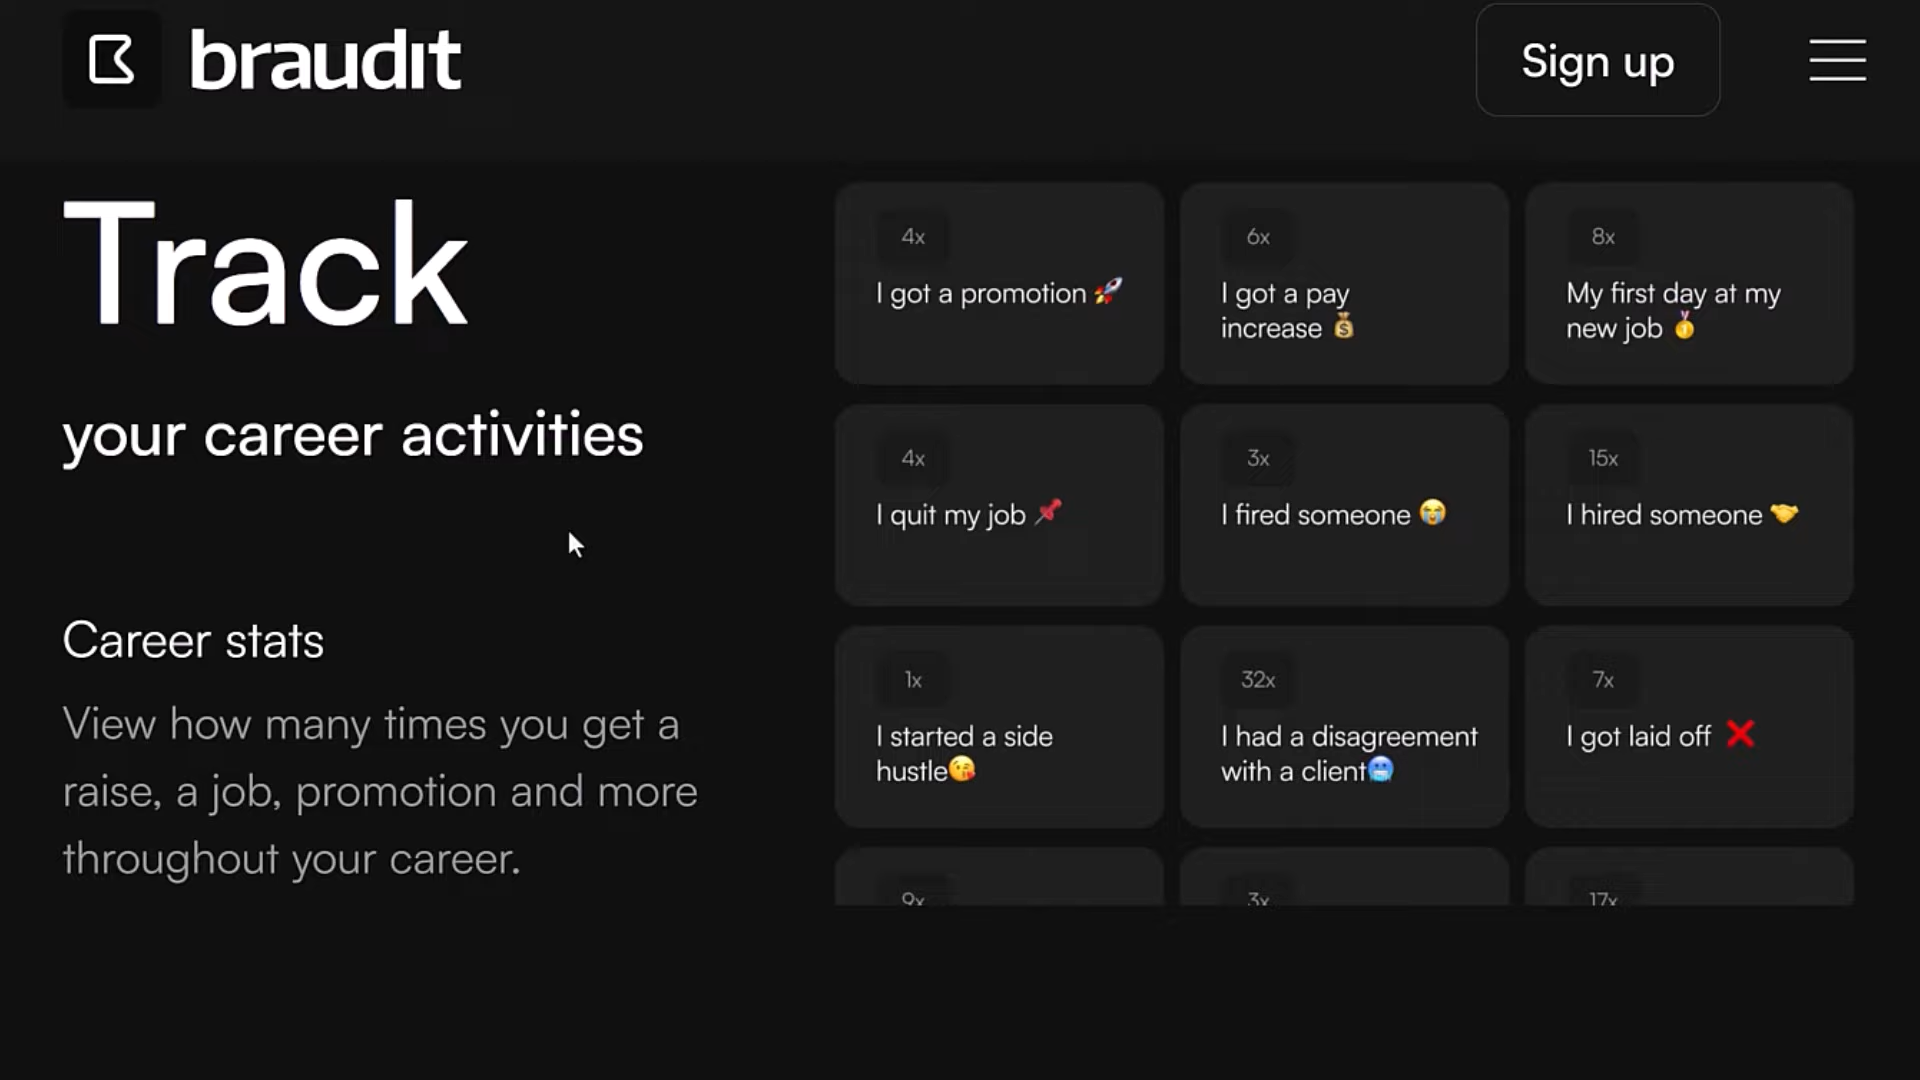 braudit
Sign up
Track
your career activities
Career stats
View how many times you get a
raise, a job, promotion and more
throughout your career.
4x
I got a promotion 🚀
6x
I got a pay
increase 💰
8x
My first day at my
new job 🥇
4x
I quit my job 📌
3x
I fired someone 😭
15x
I hired someone 🤝
1x
I started a side
hustle😘
32x
I had a disagreement
with a client🥶
7x
I got laid off ❌
9x
3x
17x